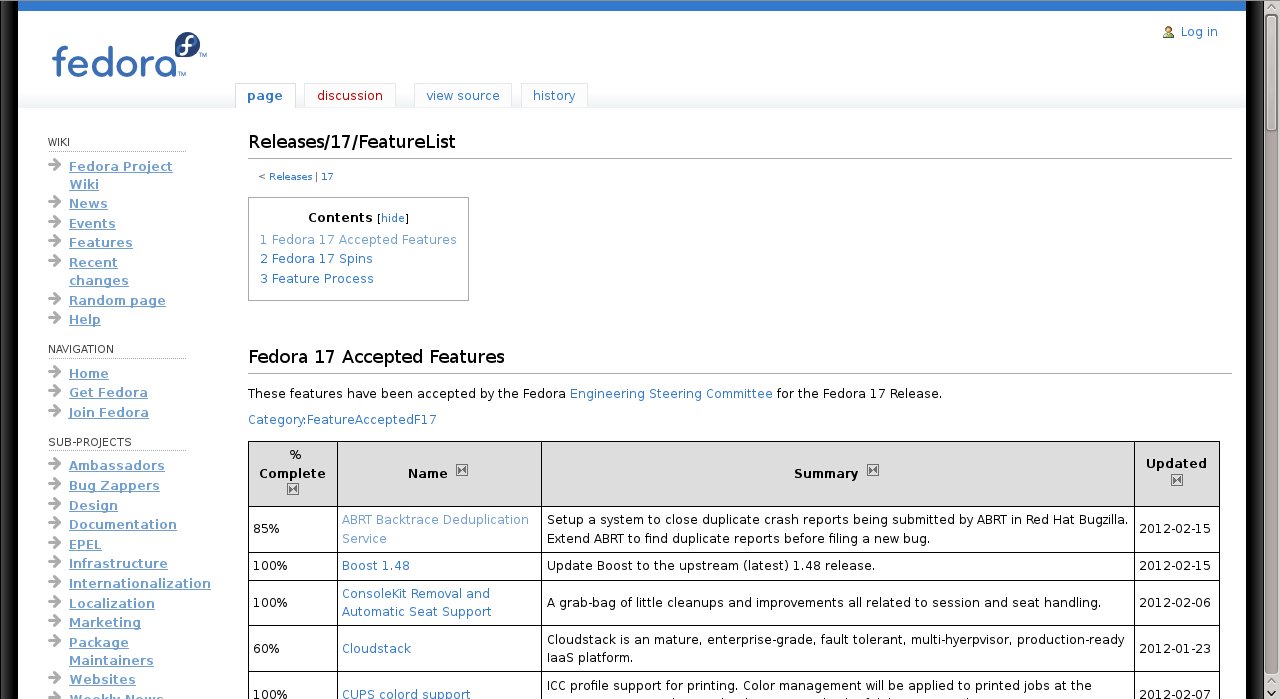 Log in
fedora
page discussion view source history
WIKI
Fedora Project
Wiki
News
Events
Features
Recent
changes
Random page
Help
NAVIGATION
Home
Get Fedora
Join Fedora
SUB-PROJECTS
Ambassadors
Bug Zappers
Design
Documentation
EPEL
Infrastructure
Internationalization
Localization
Marketing
Package
Maintainers
Websites
Weekly News
Releases/17/FeatureList
< Releases | 17
Contents [hide]
1 Fedora 17 Accepted Features
2 Fedora 17 Spins
3 Feature Process
Fedora 17 Accepted Features
These features have been accepted by the Fedora Engineering Steering Committee for the Fedora 17 Release.
Category:FeatureAcceptedF17
%
Complete
Name
Summary
Updated
85%
ABRT Backtrace Deduplication
Service
Setup a system to close duplicate crash reports being submitted by ABRT in Red Hat Bugzilla.
Extend ABRT to find duplicate reports before filing a new bug.
2012-02-15
100%
Boost 1.48
Update Boost to the upstream (latest) 1.48 release.
2012-02-15
100%
ConsoleKit Removal and
Automatic Seat Support
A grab-bag of little cleanups and improvements all related to session and seat handling.
2012-02-06
60%
Cloudstack
Cloudstack is an mature, enterprise-grade, fault tolerant, multi-hyerpvisor, production-ready
IaaS platform.
2012-01-23
100%
CUPS colord support
ICC profile support for printing. Color management will be applied to printed jobs at the
2012-02-07